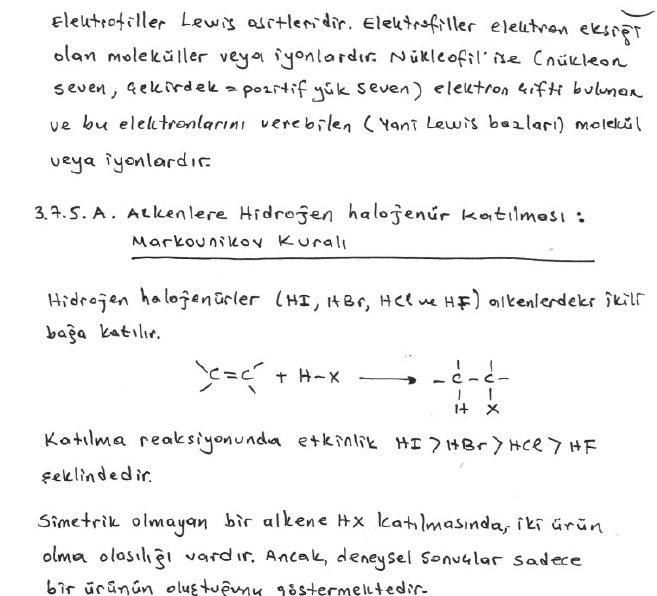 Elektrofiller Lewis asitleridir. Elektrofiller elektron eksiği
olan moleküller veya iyonlardır. Nükleofil ise (nükleon
seven, çekirdek = pozitif yük seven) elektron çifti bulunan
ve bu elektronlarını verebilen (yani Lewis bazları) molekül
veya iyonlardır.
3.7.5.A. Alkenlere Hidrojen halojenür Katılması :
Markovnikov Kuralı
Hidrojen halojenürler (HI, HBr, HCl ve HF) alkenlerdeki ikili
bağa katılır.
C=C + H-X → -C-C-
H X
Katılma reaksiyonunda etkinlik HI > HBr > HCl > HF
şeklindedir.
Simetrik olmayan bir alkene HX katılmasında, iki ürün
olma olasılığı vardır. Ancak, deneysel sonuçlar sadece
bir ürünün oluştuğunu göstermektedir.